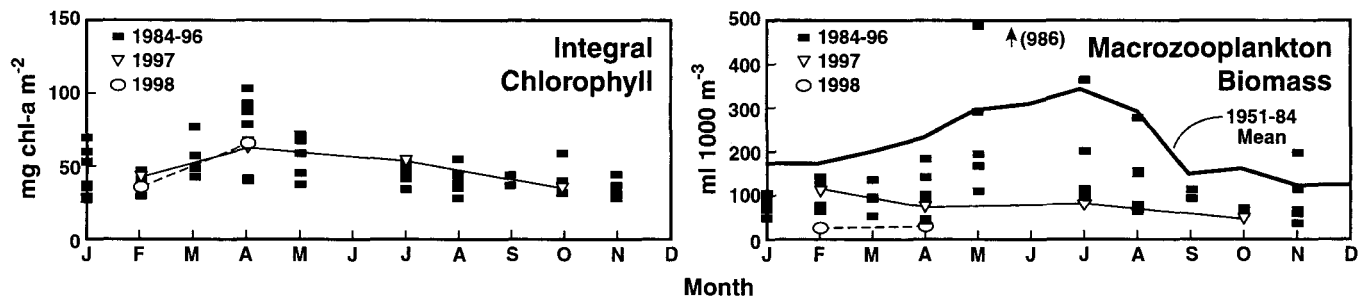 150
100
50
0
mg chl-a m⁻²
1984-96
1997
1998
Integral
Chlorophyll
J F M A M J J A S O N D
500
400
300
200
100
0
ml 1000 m⁻³
1984-96
1997
1998
(986)
Macrozooplankton
Biomass
1951-84
Mean
J F M A M J J A S O N D
Month